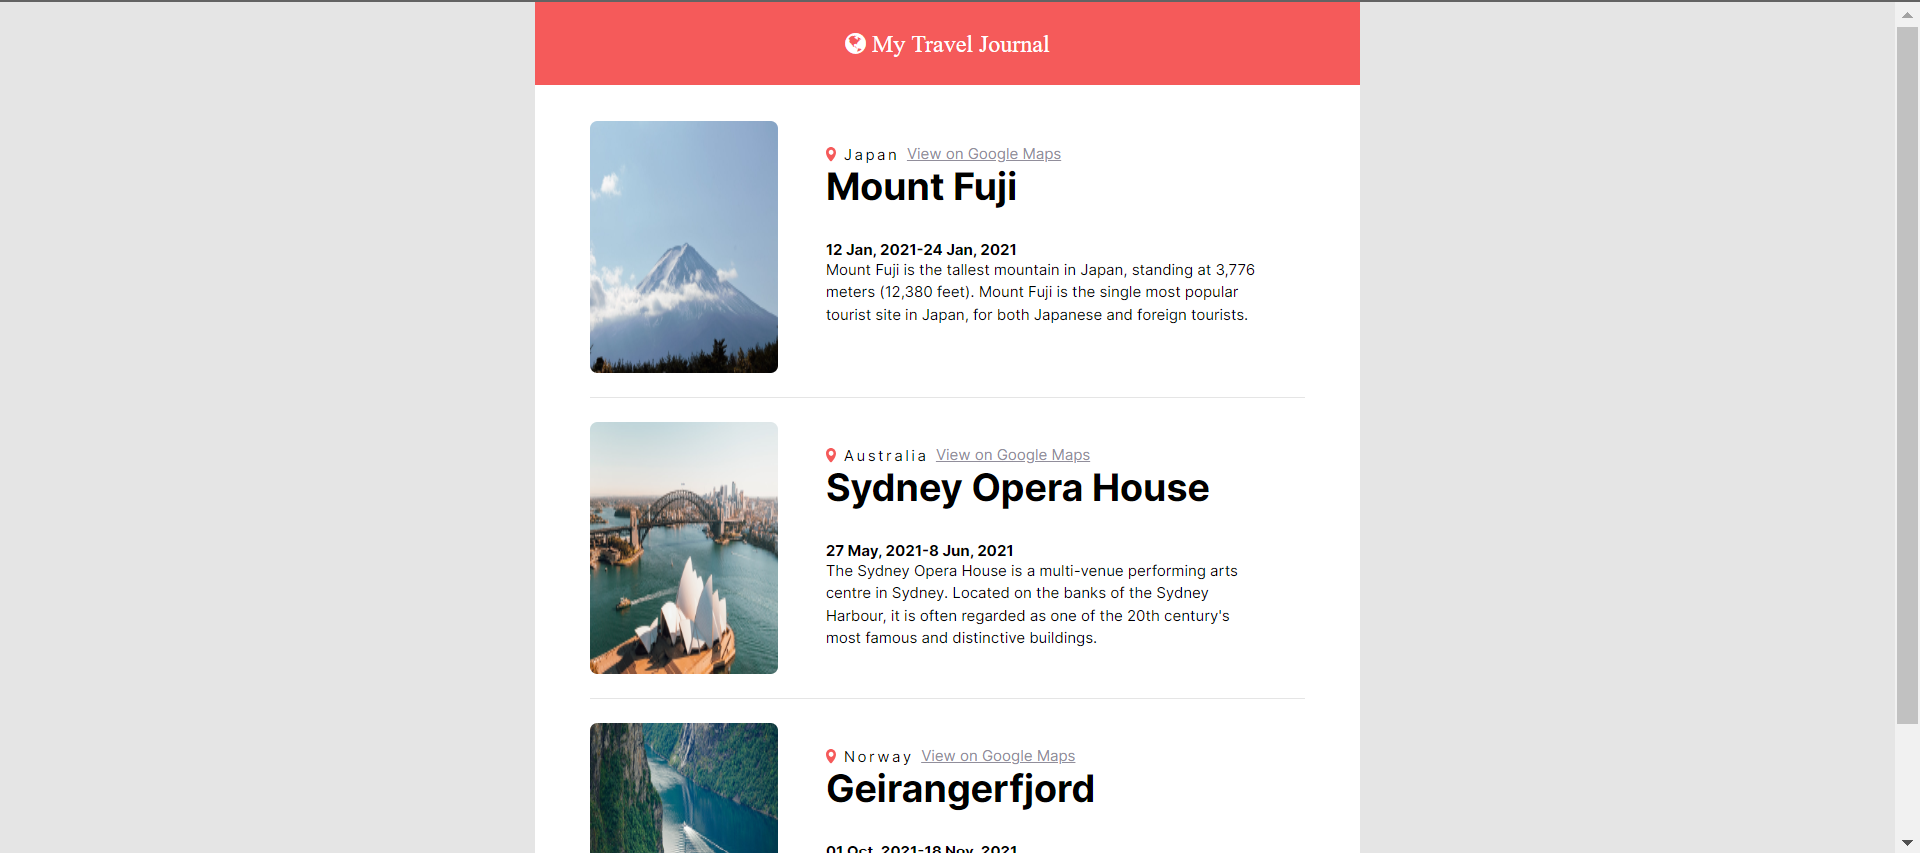 My Travel Journal
Japan View on Google Maps
Mount Fuji
12 Jan, 2021-24 Jan, 2021
Mount Fuji is the tallest mountain in Japan, standing at 3,776
meters (12,380 feet). Mount Fuji is the single most popular
tourist site in Japan, for both Japanese and foreign tourists.
Australia View on Google Maps
Sydney Opera House
27 May, 2021-8 Jun, 2021
The Sydney Opera House is a multi-venue performing arts
centre in Sydney. Located on the banks of the Sydney
Harbour, it is often regarded as one of the 20th century's
most famous and distinctive buildings.
Norway View on Google Maps
Geirangerfjord
01 Oct, 2021-18 Nov, 2021